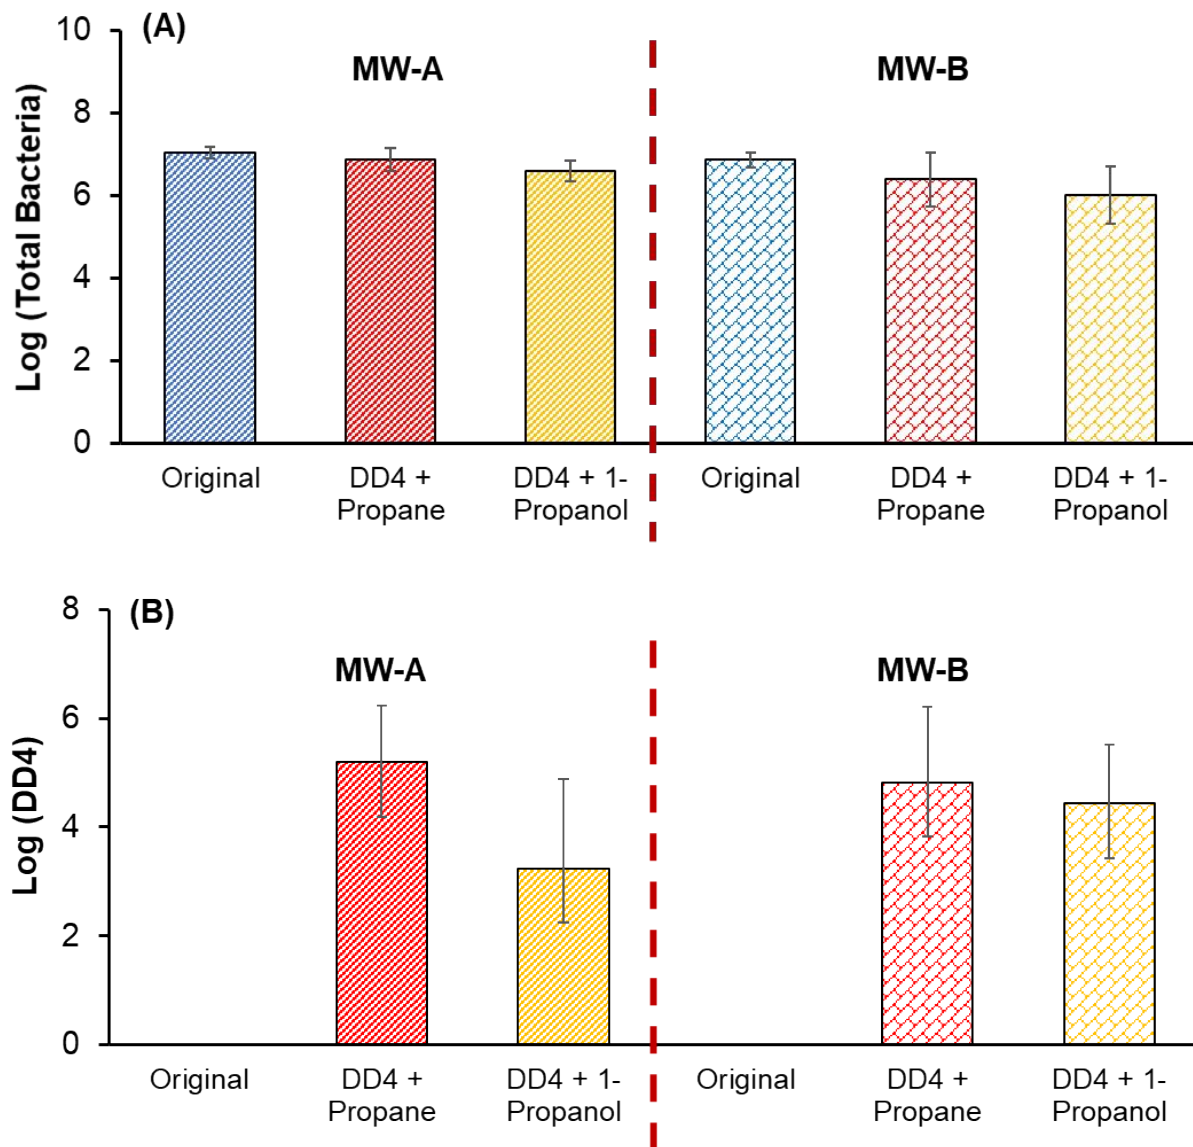 (A)
MW-A
MW-B
Log (Total Bacteria)
10
8
6
4
2
0
Original
DD4 +
Propane
DD4 + 1-
Propanol
Original
DD4 +
Propane
DD4 + 1-
Propanol
(B)
MW-A
MW-B
Log (DD4)
8
6
4
2
0
Original
DD4 +
Propane
DD4 + 1-
Propanol
Original
DD4 +
Propane
DD4 + 1-
Propanol